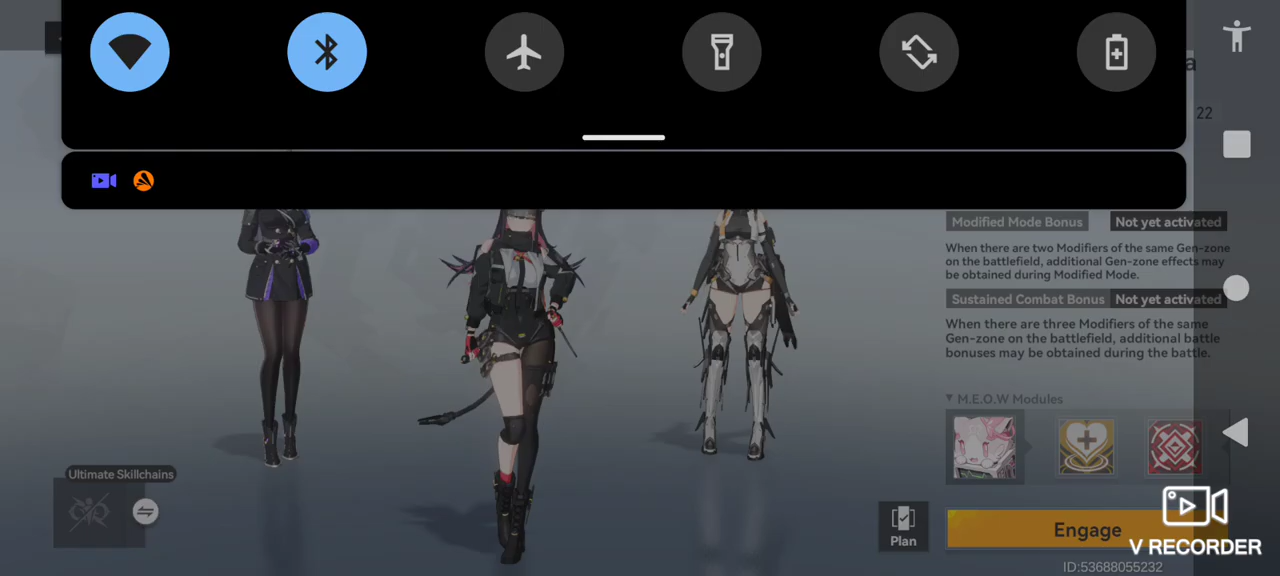 a
22
Modified Mode Bonus Not yet activated
When there are two Modifiers of the same Gen-zone
on the battlefield, additional Gen-zone effects may
be obtained during Modified Mode.
Sustained Combat Bonus Not yet activated
When there are three Modifiers of the same
Gen-zone on the battlefield, additional battle
bonuses may be obtained during the battle.
M.E.O.W Modules
Ultimate Skillchains
Plan
Engage
V RECORDER
ID:53688055232